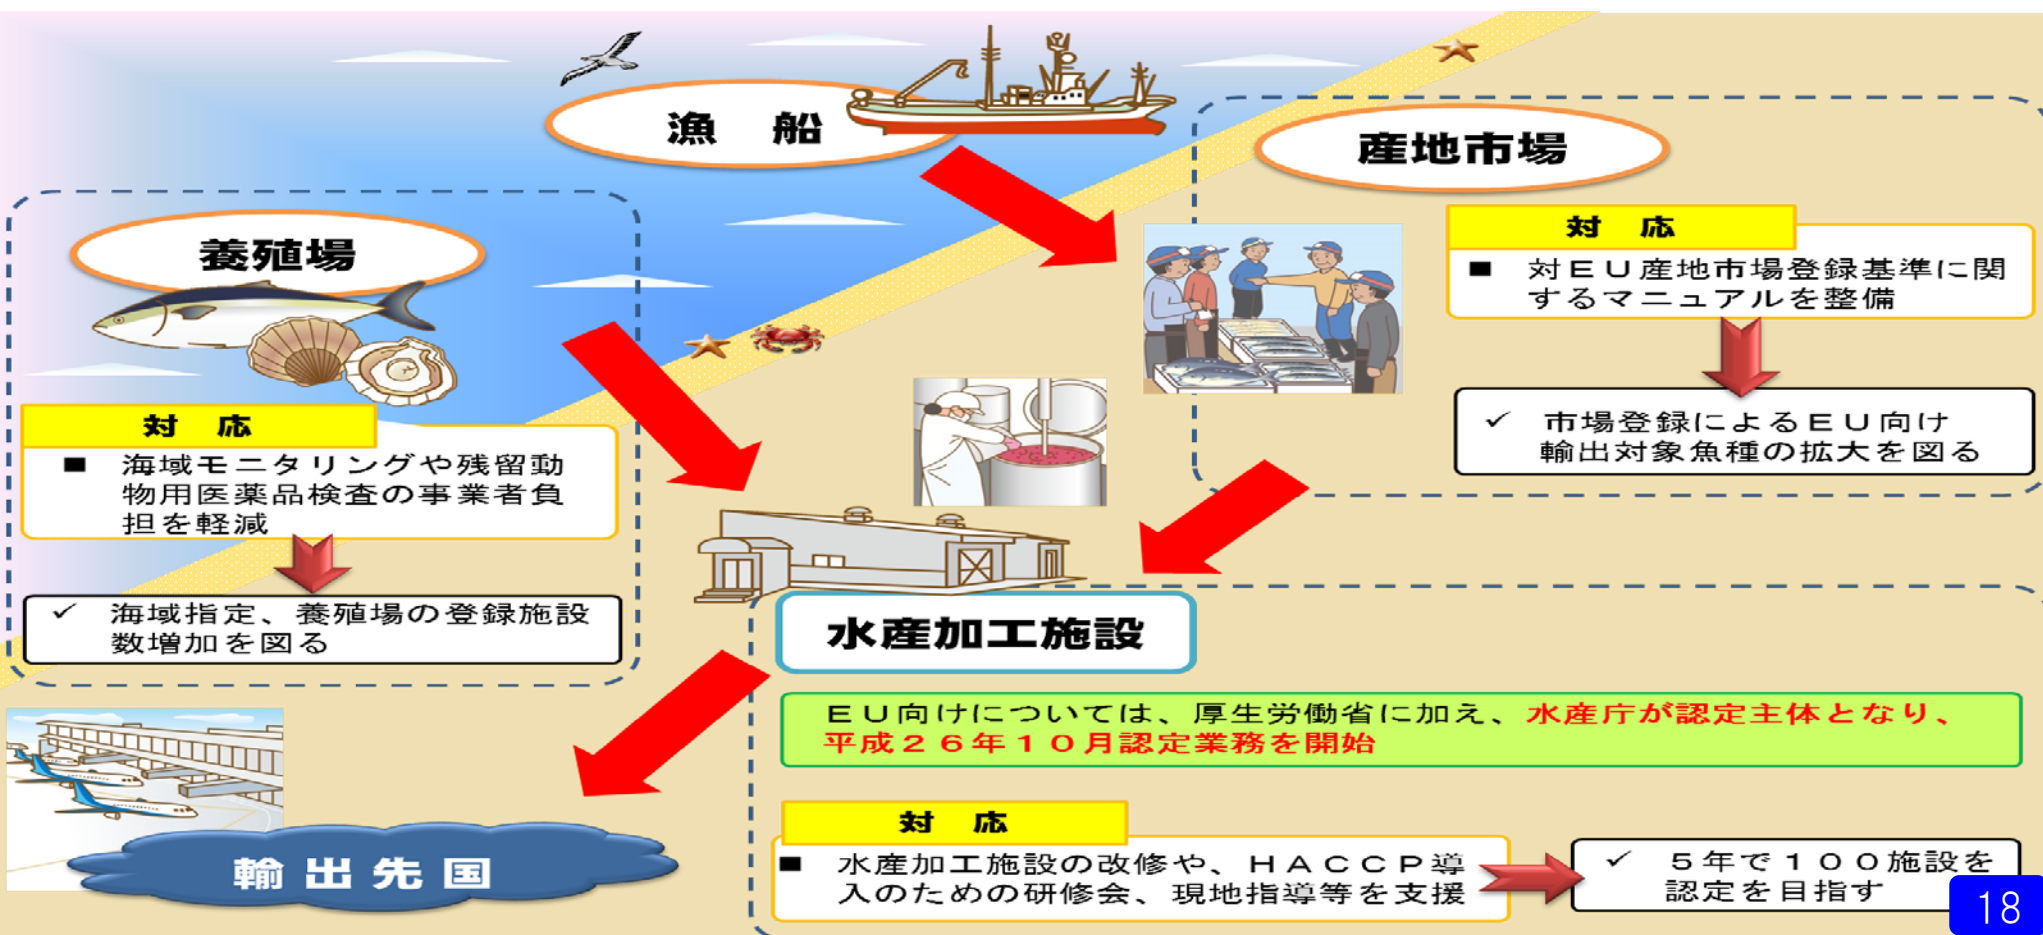 漁 船
産地市場
対 応
■ 対ＥＵ産地市場登録基準に関
するマニュアルを整備
✓ 市場登録によるＥＵ向け
輸出対象魚種の拡大を図る
養殖場
対 応
■ 海域モニタリングや残留動
物用医薬品検査の事業者負
担を軽減
✓ 海域指定、養殖場の登録施設
数増加を図る
水産加工施設
ＥＵ向けについては、厚生労働省に加え、水産庁が認定主体となり、
平成２６年１０月認定業務を開始
対 応
■ 水産加工施設の改修や、ＨＡＣＣＰ導
入のための研修会、現地指導等を支援
✓ ５年で１００施設を
認定を目指す
輸出先国
18